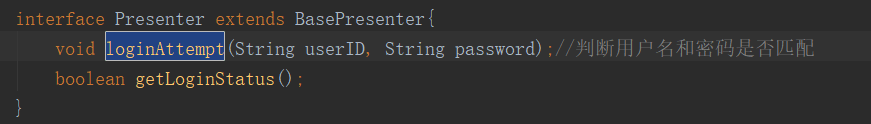 interface Presenter extends BasePresenter{
void loginAttempt(String userID, String password);//判断用户名和密码是否匹配
boolean getLoginStatus();
}